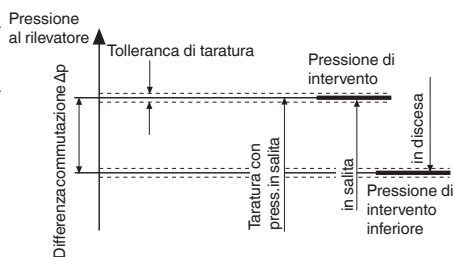 Pressione
al rilevatore
Tolleranca di taratura
Pressione di
intervento
Differenza commutazione Δp
Taratura con
press. in salita
in salita
in discesa
Pressione di
intervento
inferiore